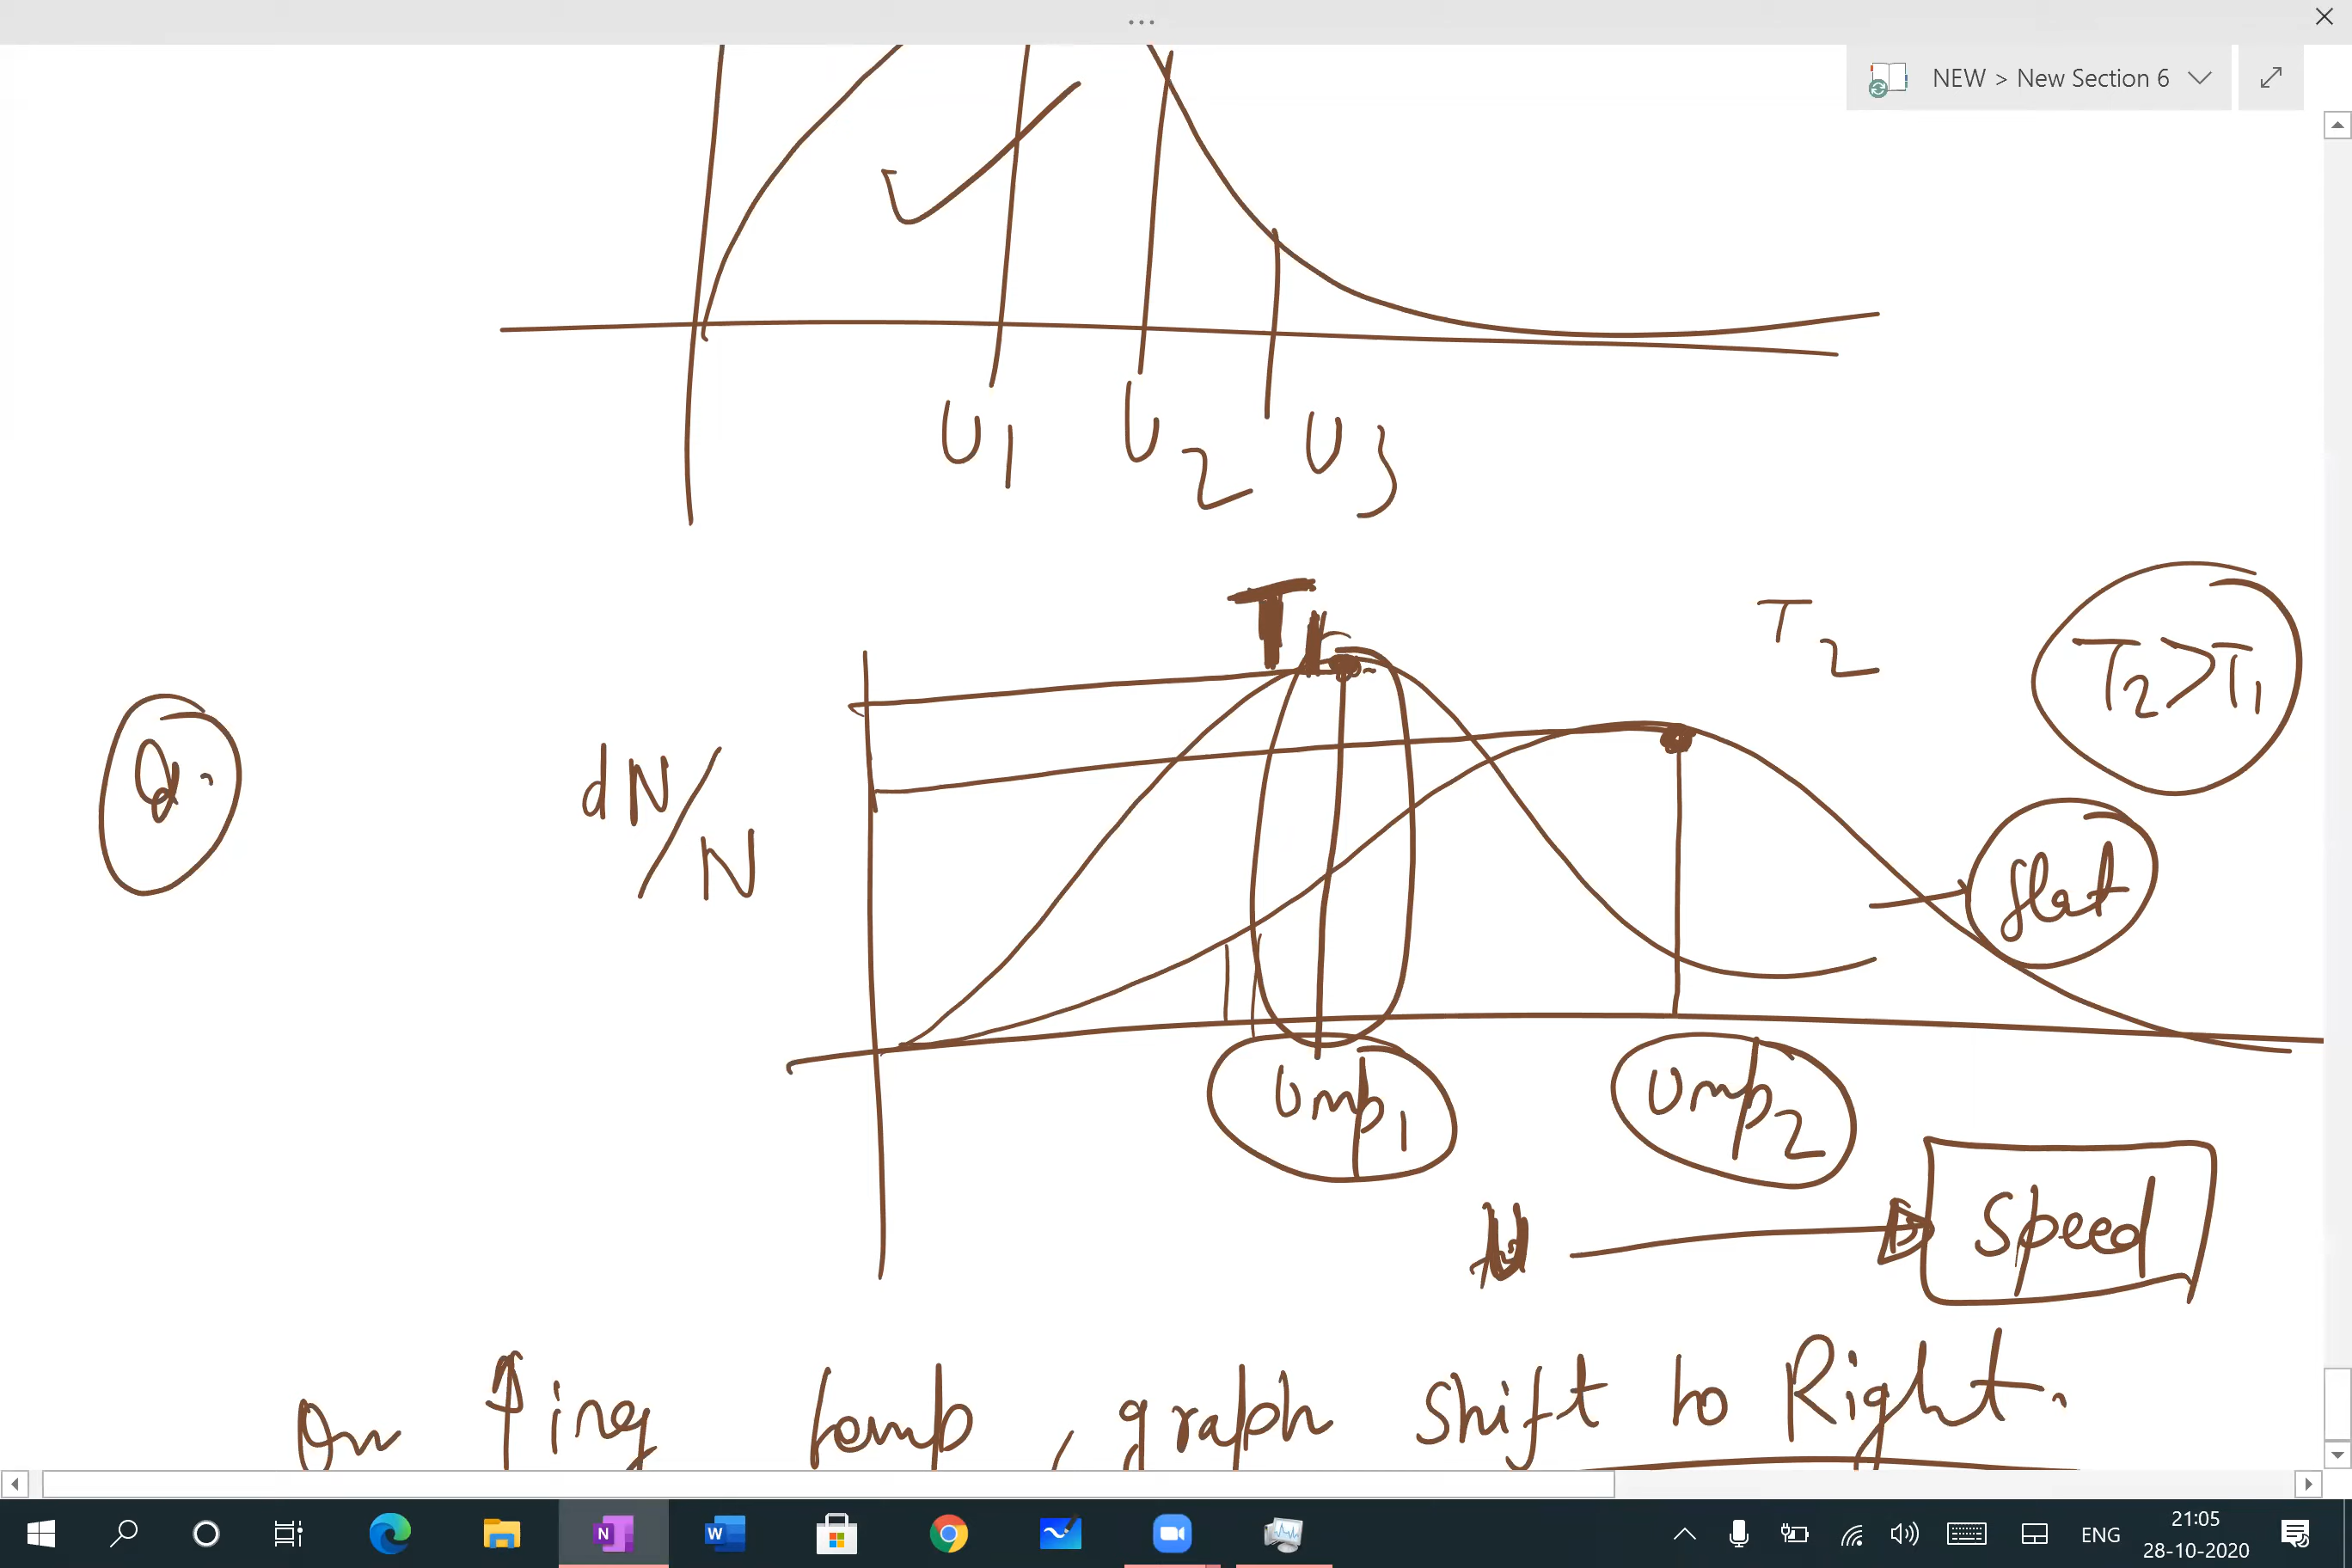 NEW > New Section 6
U1 U2 U3
T1
T2
T2 > T1
Q.
dN/N
flat
Ump1
Ump2
U
Speed
On ↑ing temp, graph shift to Right.
ENG
21:05
28-10-2020